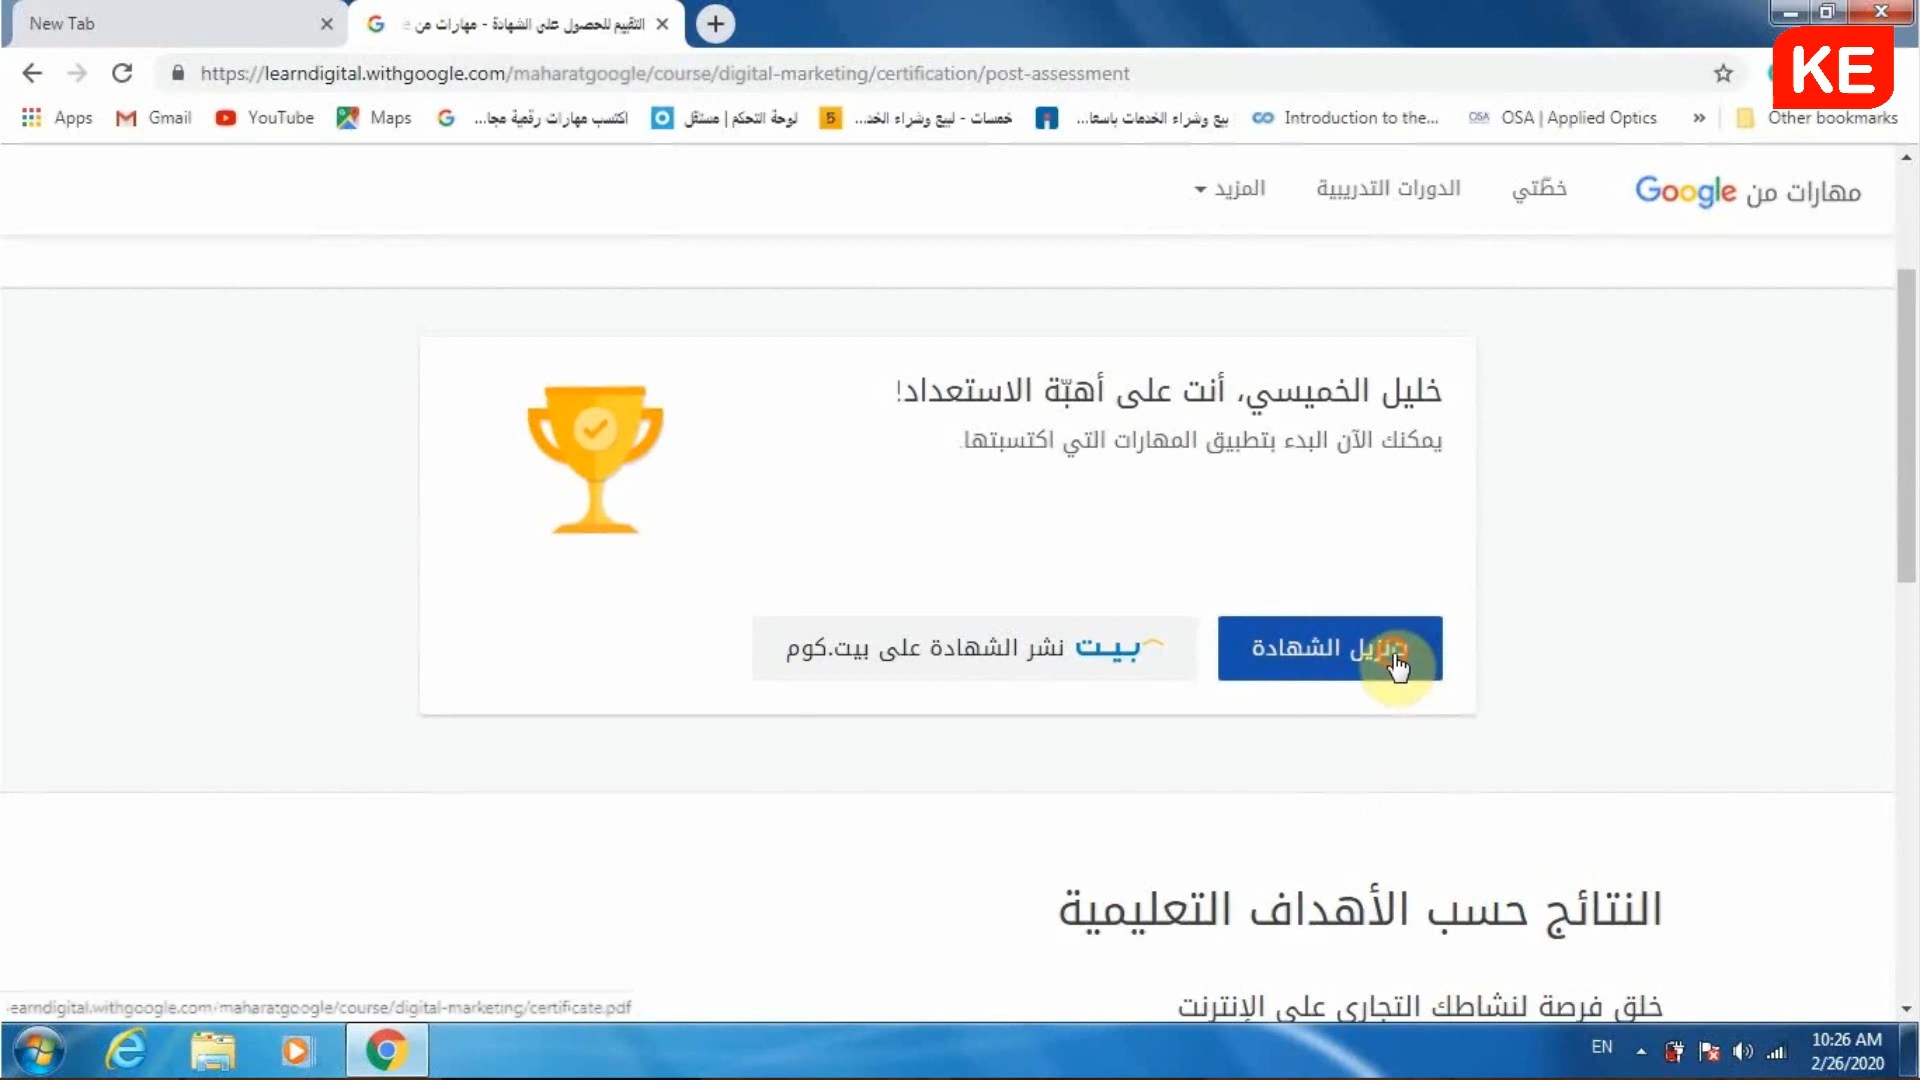 New Tab
التقييم للحصول على الشهادة - مهارات من
KE
https://learndigital.withgoogle.com/maharatgoogle/course/digital-marketing/certification/post-assessment
Apps
Gmail
YouTube
Maps
اكتسب مهارات رقمية مجا...
لوحة التحكم | مستقل
5
خمسات - لبيع وشراء الخد...
بيع وشراء الخدمات باسعا...
Introduction to the...
OSA | Applied Optics
»
Other bookmarks
مهارات من Google
خطّتي
الدورات التدريبية
المزيد
خليل الخميسي، أنت على أهبّة الاستعداد!
يمكنك الآن البدء بتطبيق المهارات التي اكتسبتها.
تنزيل الشهادة
بيت نشر الشهادة على بيت.كوم
النتائج حسب الأهداف التعليمية
خلق فرصة لنشاطك التجاري على الإنترنت
earndigital.withgoogle.com/maharatgoogle/course/digital-marketing/certificate.pdf
EN
10:26 AM
2/26/2020